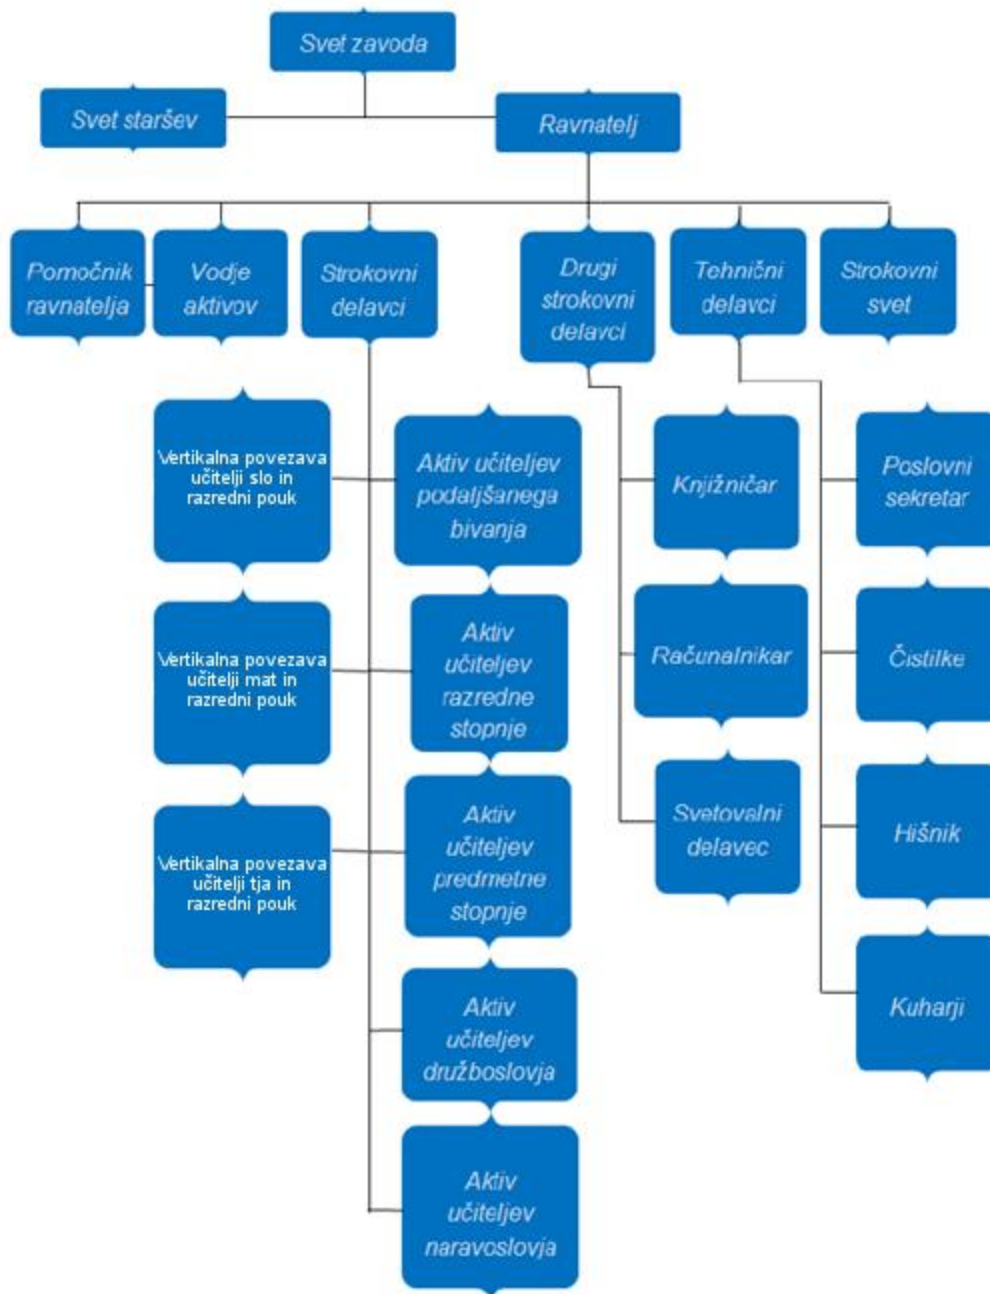 Svet zavoda
Svet staršev
Ravnatelj
Pomočnik
ravnatelja
Vodje
aktivov
Strokovni
delavci
Drugi
strokovni
delavci
Tehnični
delavci
Strokovni
svet
Vertikalna povezava
učitelji slo in
razredni pouk
Aktiv učiteljev
podaljšanega
bivanja
Knjižničar
Poslovni
sekretar
Vertikalna povezava
učitelji mat in
razredni pouk
Aktiv
učiteljev
razredne
stopnje
Računalnikar
Čistilke
Vertikalna povezava
učitelji tja in
razredni pouk
Aktiv
učiteljev
predmetne
stopnje
Svetovalni
delavec
Hišnik
Aktiv
učiteljev
družboslovja
Kuharji
Aktiv
učiteljev
naravoslovja